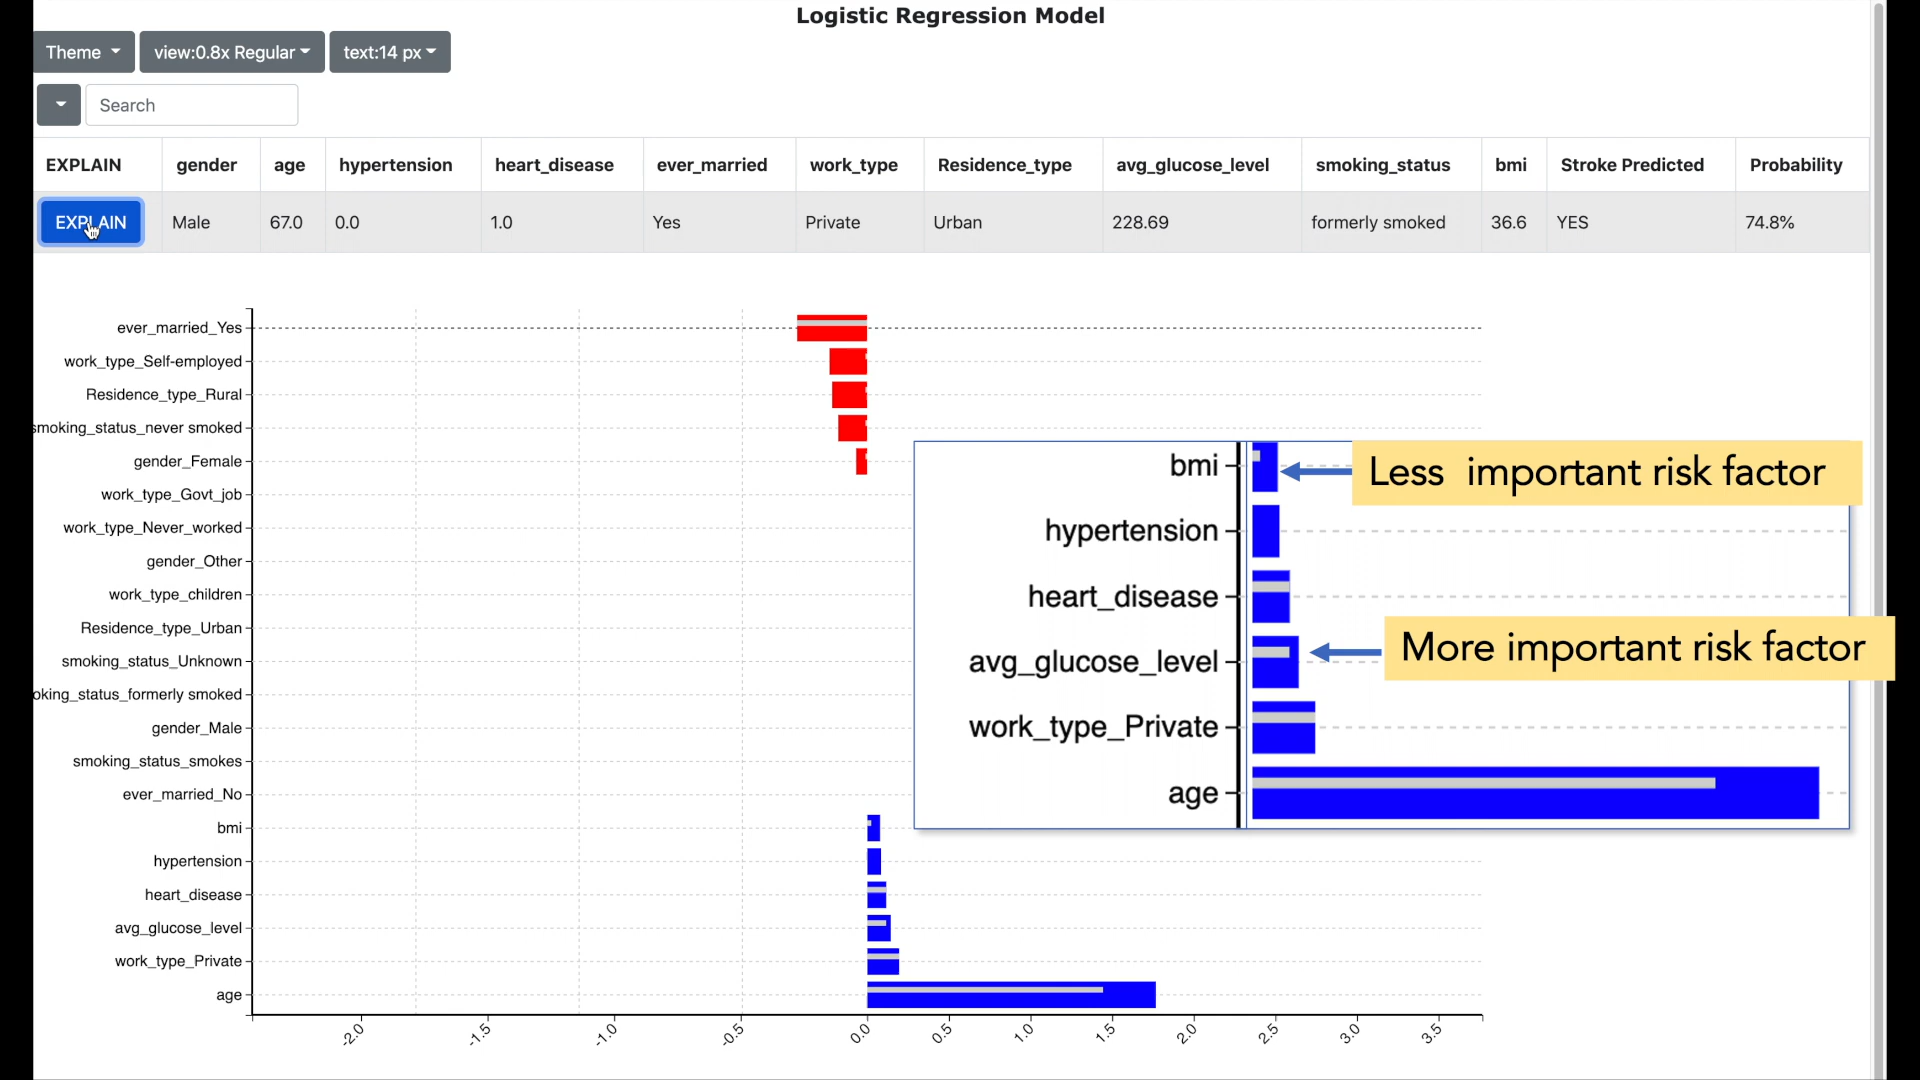 Logistic Regression Model
Theme view:0.8x Regular text:14 px
Search
EXPLAIN gender age hypertension heart_disease ever_married work_type Residence_type avg_glucose_level smoking_status bmi Stroke Predicted Probability
EXPLAIN Male 67.0 0.0 1.0 Yes Private Urban 228.69 formerly smoked 36.6 YES 74.8%
ever_married_Yes
work_type_Self-employed
Residence_type_Rural
smoking_status_never smoked
gender_Female
work_type_Govt_job
work_type_Never_worked
gender_Other
work_type_children
Residence_type_Urban
smoking_status_Unknown
oking_status_formerly smoked
gender_Male
smoking_status_smokes
ever_married_No
bmi
hypertension
heart_disease
avg_glucose_level
work_type_Private
age
-2.0 -1.5 -1.0 -0.5 0.0 0.5 1.0 1.5 2.0 2.5 3.0 3.5
bmi Less important risk factor
hypertension
heart_disease
avg_glucose_level More important risk factor
work_type_Private
age